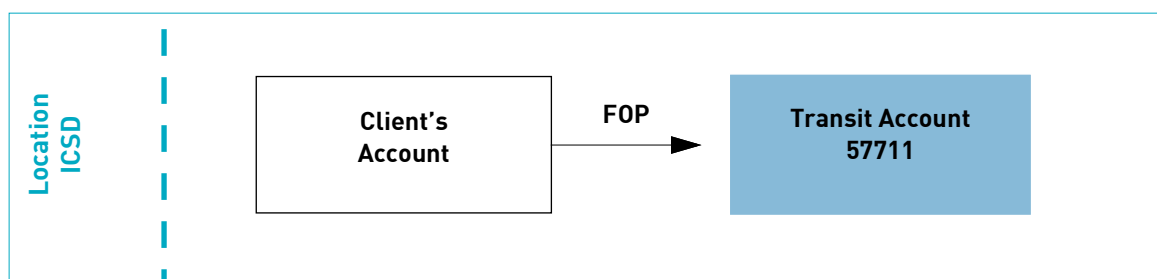 Location
ICSD
Client's
Account
FOP
Transit Account
57711